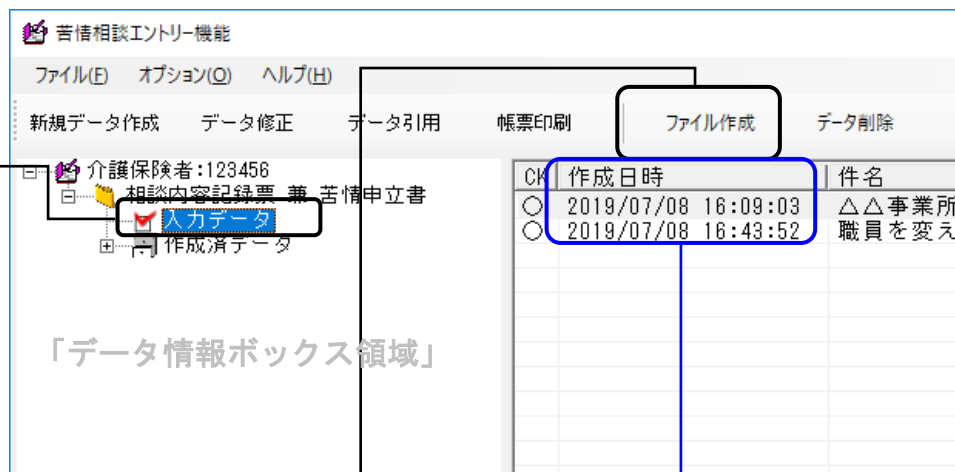 苦情相談エントリー機能
ファイル(F) オプション(O) ヘルプ(H)
新規データ作成 データ修正 データ引用 帳票印刷 ファイル作成 データ削除
介護保険者:123456
相談内容記録票 兼 苦情申立書
入力データ
作成済データ
「データ情報ボックス領域」
CK 作成日時 件名
○ 2019/07/08 16:09:03 △△事業所
○ 2019/07/08 16:43:52 職員を変え